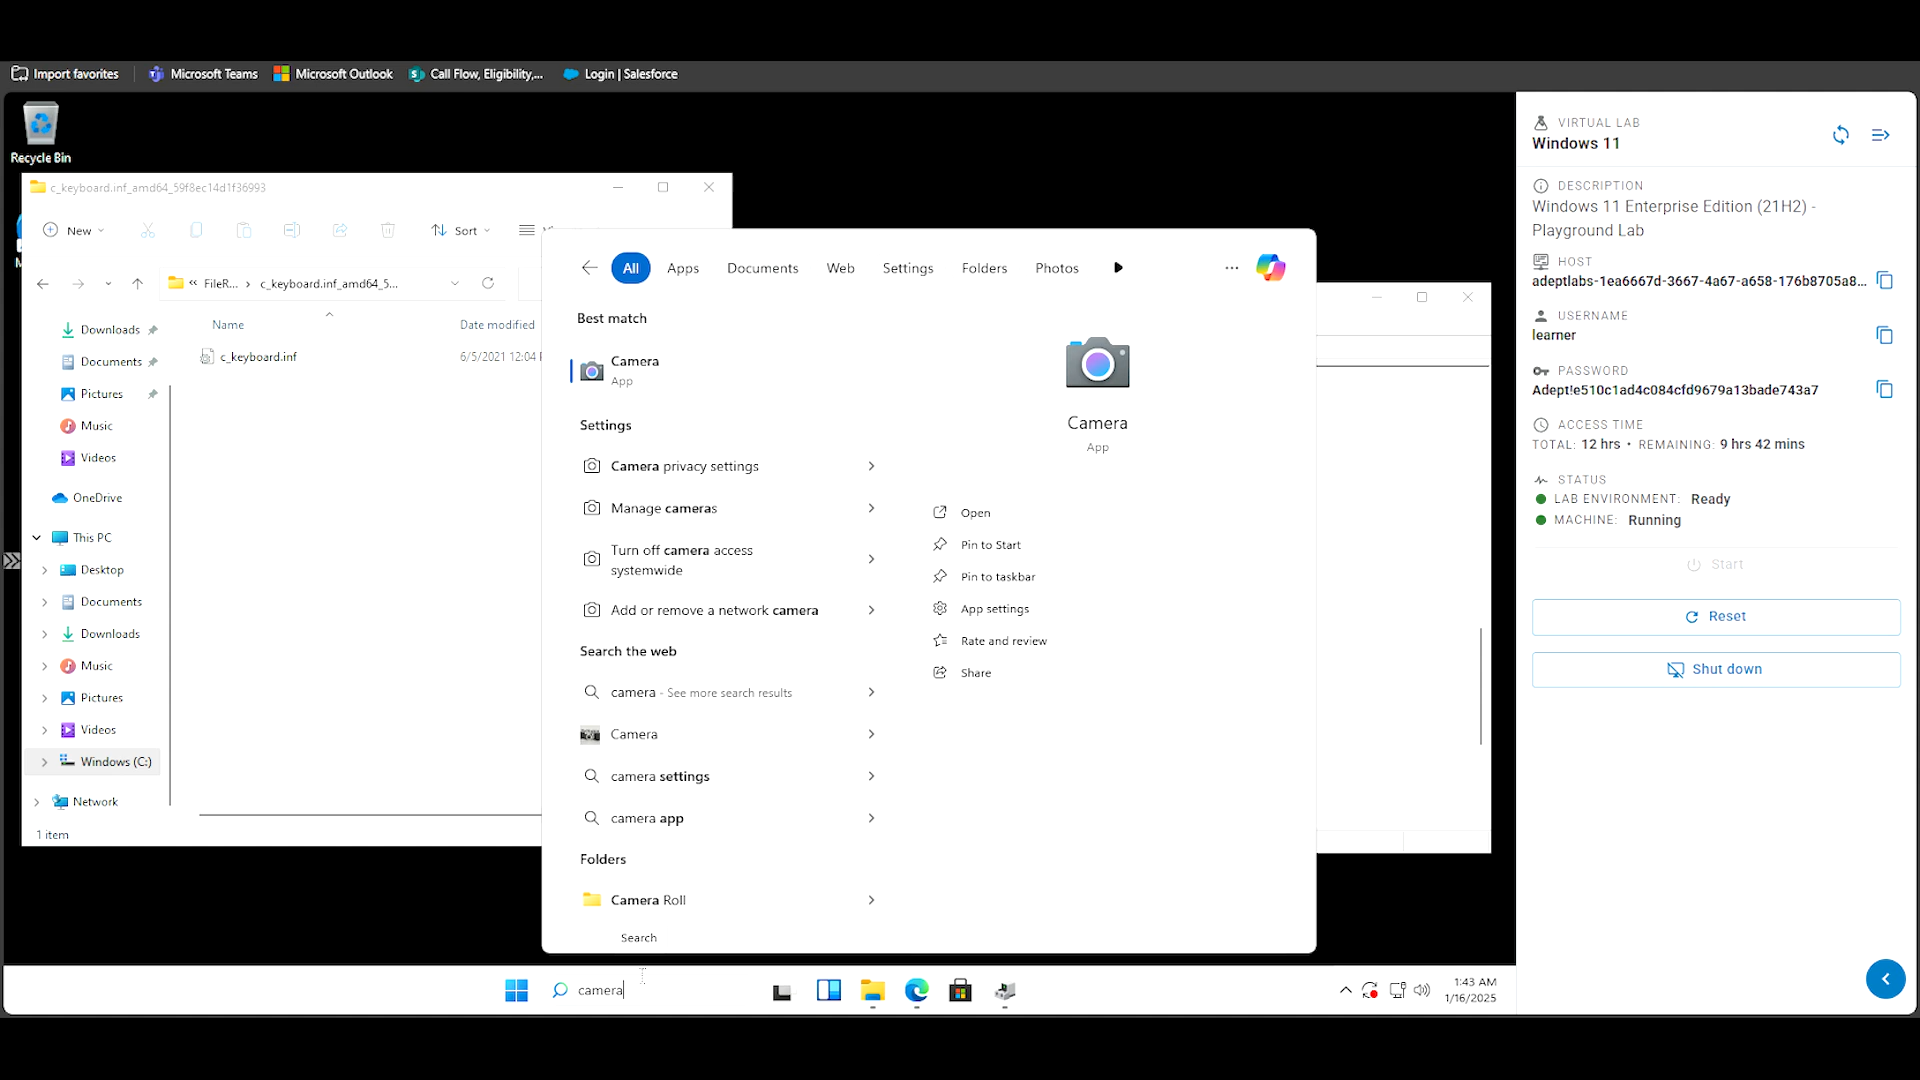 Import favorites
Microsoft Teams
Microsoft Outlook
Call Flow, Eligibility,...
Login | Salesforce
Recycle Bin
c_keyboard.inf_amd64_59f8ec14d1f36993
New
Sort
« FileR... › c_keyboard.inf_amd64_5...
Name
Date modified
c_keyboard.inf
6/5/2021 12:04
Downloads
Documents
Pictures
Music
Videos
OneDrive
This PC
Desktop
Documents
Downloads
Music
Pictures
Videos
Windows (C:)
Network
1 item
All
Apps
Documents
Web
Settings
Folders
Photos
Best match
Camera
App
Settings
Camera privacy settings
Manage cameras
Turn off camera access
systemwide
Add or remove a network camera
Search the web
camera - See more search results
Camera
camera settings
camera app
Folders
Camera Roll
Search
Camera
App
Open
Pin to Start
Pin to taskbar
App settings
Rate and review
Share
camera
1:43 AM
1/16/2025
VIRTUAL LAB
Windows 11
DESCRIPTION
Windows 11 Enterprise Edition (21H2) -
Playground Lab
HOST
adeptlabs-1ea6667d-3667-4a67-a658-176b8705a8...
USERNAME
learner
PASSWORD
Adept!e510c1ad4c084cfd9679a13bade743a7
ACCESS TIME
TOTAL: 12 hrs • REMAINING: 9 hrs 42 mins
STATUS
LAB ENVIRONMENT: Ready
MACHINE: Running
Start
Reset
Shut down